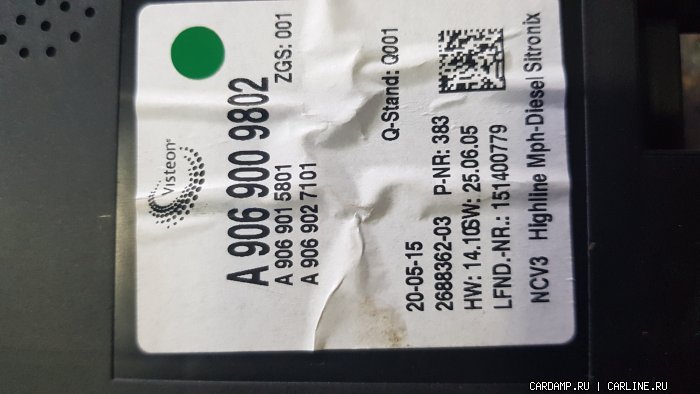 Visteon®
A 906 900 9802
ZGS: 001
A 906 901 5801
A 906 902 7101
Q-Stand: Q001
20-05-15
2688362-03 P-NR: 383
HW: 14.10SW: 25.06.05
LFND.-NR.: 151400779
NCV3 Highline Mph-Diesel Sitronix
CARDAMP.RU | CARLINE.RU